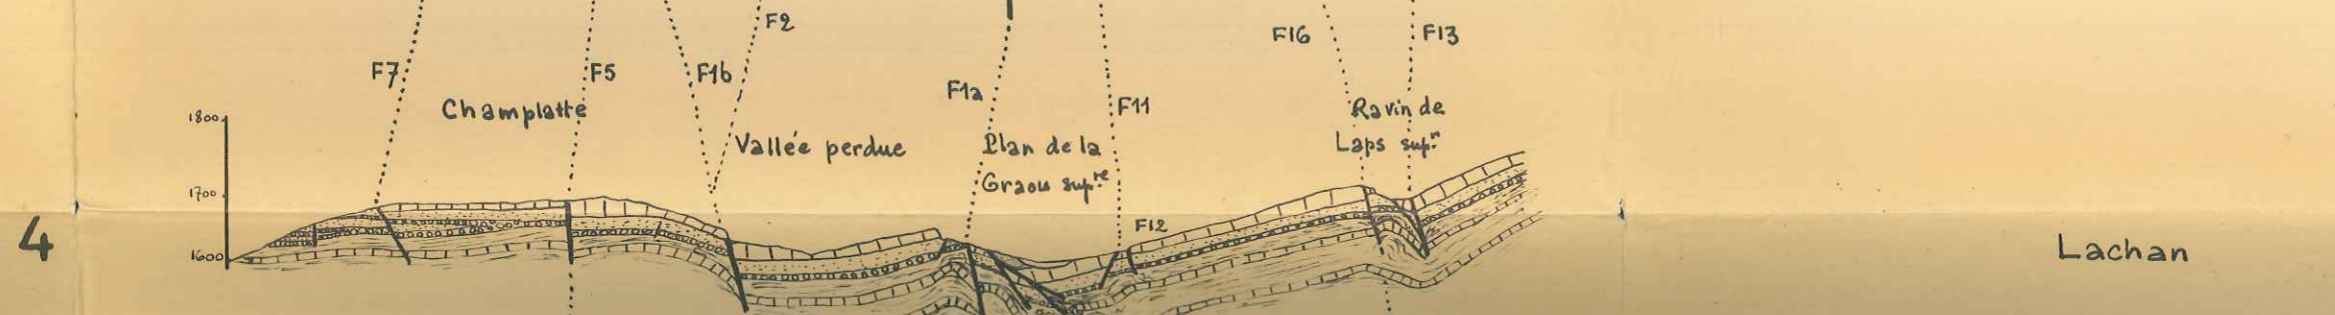 F2
F16
F13
F7
F5
F1b
F1a
F11
Champlatte
Ravin de
Laps supr.
1800
Vallée perdue
Plan de la
Graou supre.
1700
F12
4
1600
Lachan